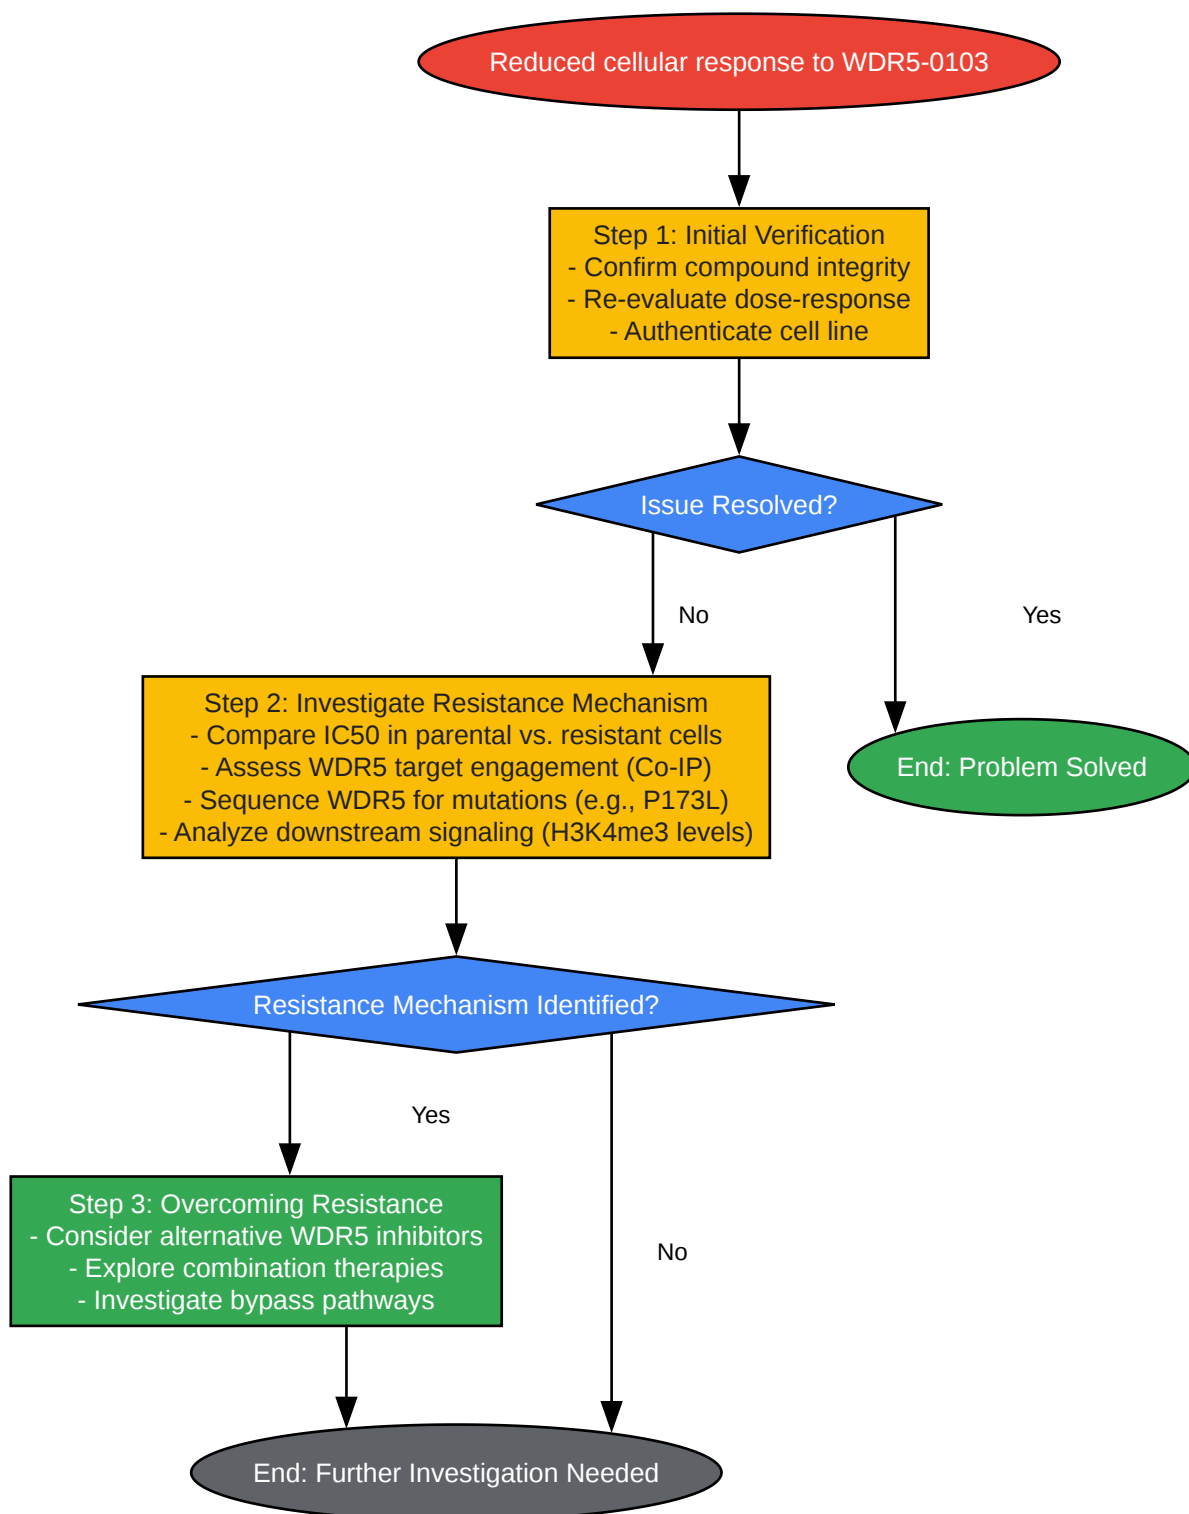 Reduced cellular response to WDR5-0103
Step 1: Initial Verification
- Confirm compound integrity
- Re-evaluate dose-response
- Authenticate cell line
Issue Resolved?
No
Yes
Step 2: Investigate Resistance Mechanism
- Compare IC50 in parental vs. resistant cells
- Assess WDR5 target engagement (Co-IP)
- Sequence WDR5 for mutations (e.g., P173L)
- Analyze downstream signaling (H3K4me3 levels)
End: Problem Solved
Resistance Mechanism Identified?
Yes
No
Step 3: Overcoming Resistance
- Consider alternative WDR5 inhibitors
- Explore combination therapies
- Investigate bypass pathways
End: Further Investigation Needed